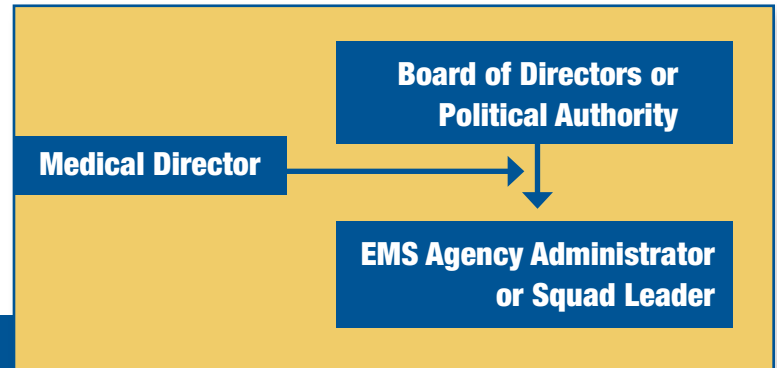 Board of Directors or
Political Authority
Medical Director
EMS Agency Administrator
or Squad Leader